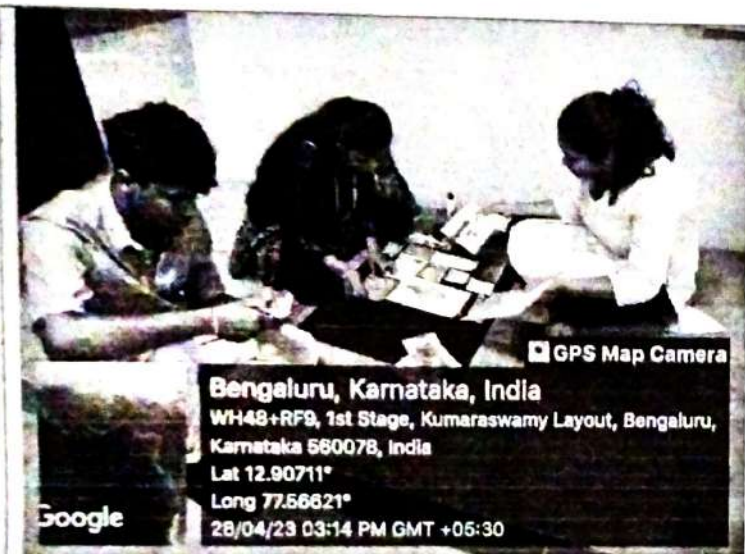 GPS Map Camera
Bengaluru, Karnataka, India
WH48+RF9, 1st Stage, Kumaraswamy Layout, Bengaluru,
Karnataka 560078, India
Lat 12.90711°
Long 77.56621°
28/04/23 03:14 PM GMT +05:30
Google